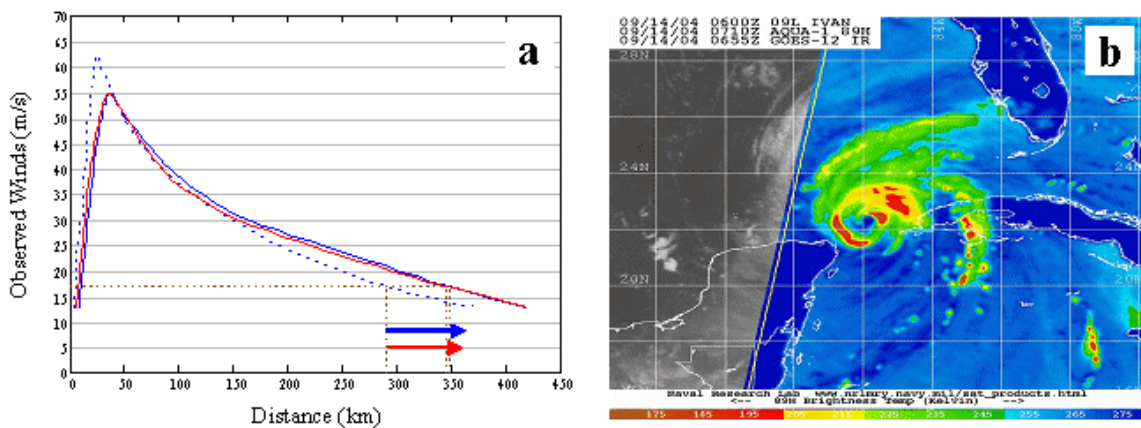 a
70
65
60
55
50
45
40
35
30
25
20
15
10
5
0
Observed Winds (m/s)
0 50 100 150 200 250 300 350 400 450
Distance (km)
b
09/14/04 0600Z 09L IVAN
09/14/04 0710Z AQUA-1 89H
09/14/04 0655Z GOES-12 IR
28N
24N 24N
20N 20N
Naval Research Lab www.nrlmry.navy.mil/sat_products.html
<-- 89H Brightness Temp (Kelvin) -->
175 185 195 205 215 225 235 245 255 265 275